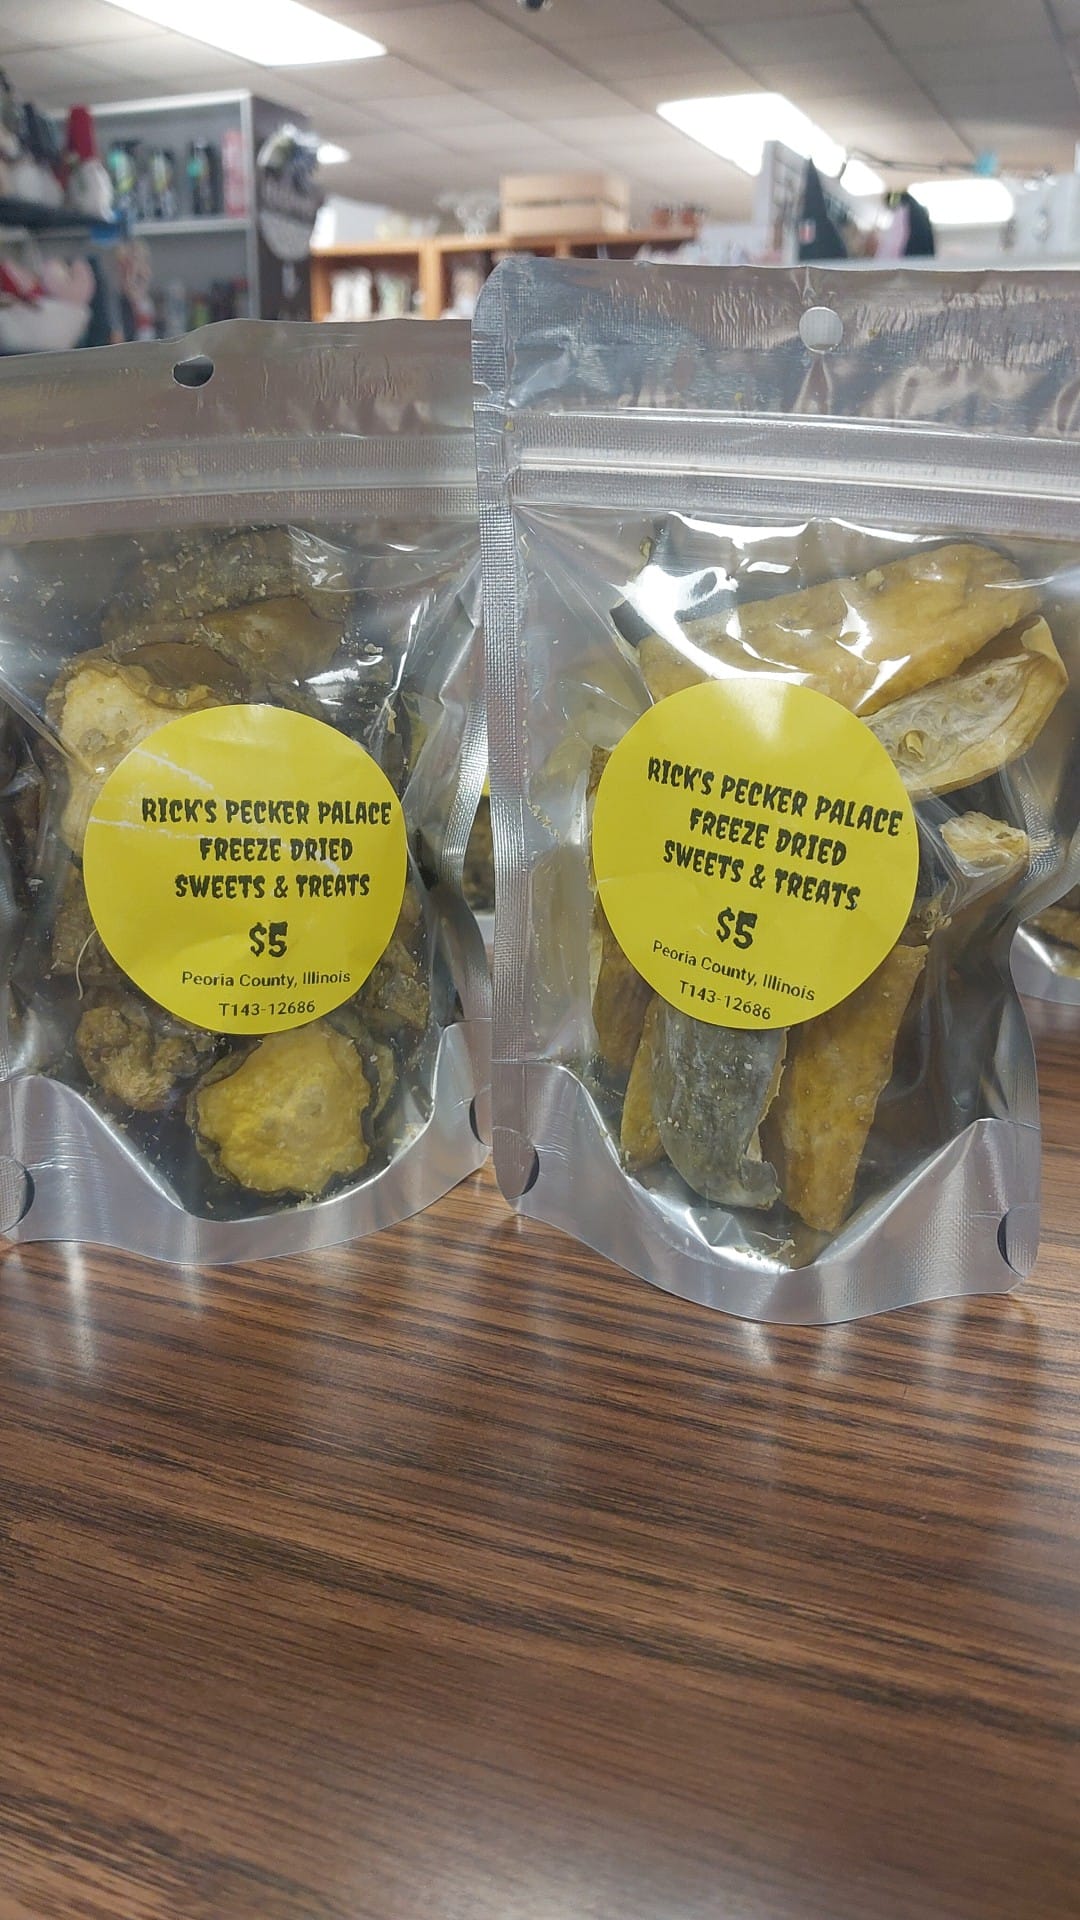 RICK'S PECKER PALACE
FREEZE DRIED
SWEETS & TREATS
$5
Peoria County, Illinois
T143-12686
RICK'S PECKER PALACE
FREEZE DRIED
SWEETS & TREATS
$5
Peoria County, Illinois
T143-12686